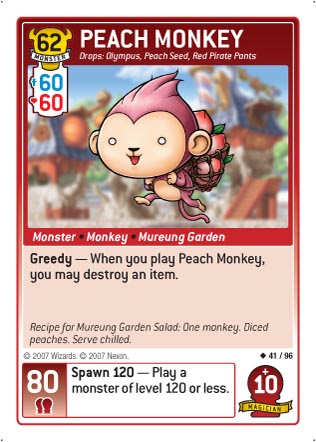 62
MONSTER
PEACH MONKEY
Drops: Olympus, Peach Seed, Red Pirate Pants
60
60
Monster • Monkey • Mureung Garden
Greedy — When you play Peach Monkey,
you may destroy an item.
Recipe for Mureung Garden Salad: One monkey. Diced
peaches. Serve chilled.
© 2007 Wizards. © 2007 Nexon.
◆ 41 / 96
80
Spawn 120 — Play a
monster of level 120 or less.
+
10
MAGICIAN